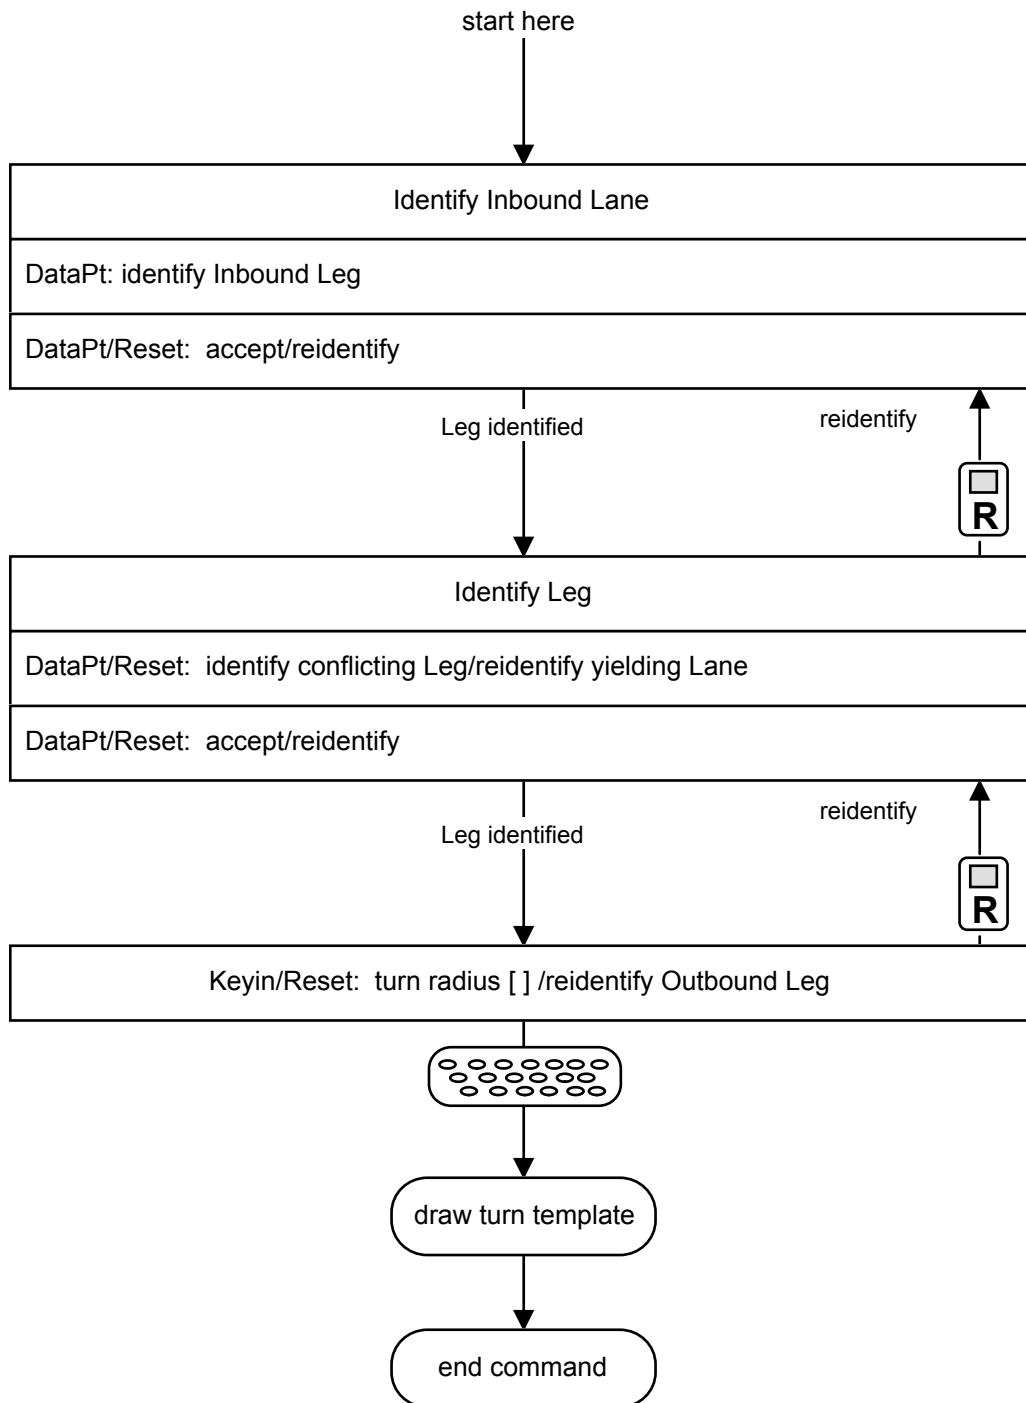 start here
Identify Inbound Lane
DataPt: identify Inbound Leg
DataPt/Reset: accept/reidentify
Leg identified
reidentify
R
Identify Leg
DataPt/Reset: identify conflicting Leg/reidentify yielding Lane
DataPt/Reset: accept/reidentify
Leg identified
reidentify
R
Keyin/Reset: turn radius [ ] /reidentify Outbound Leg
draw turn template
end command